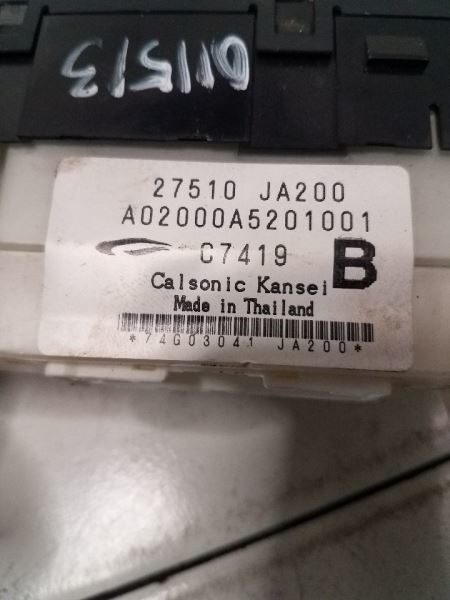 011513
27510 JA200
A02000A5201001
C7419
B
Calsonic Kansei
Made in Thailand
*74G03041 JA200*